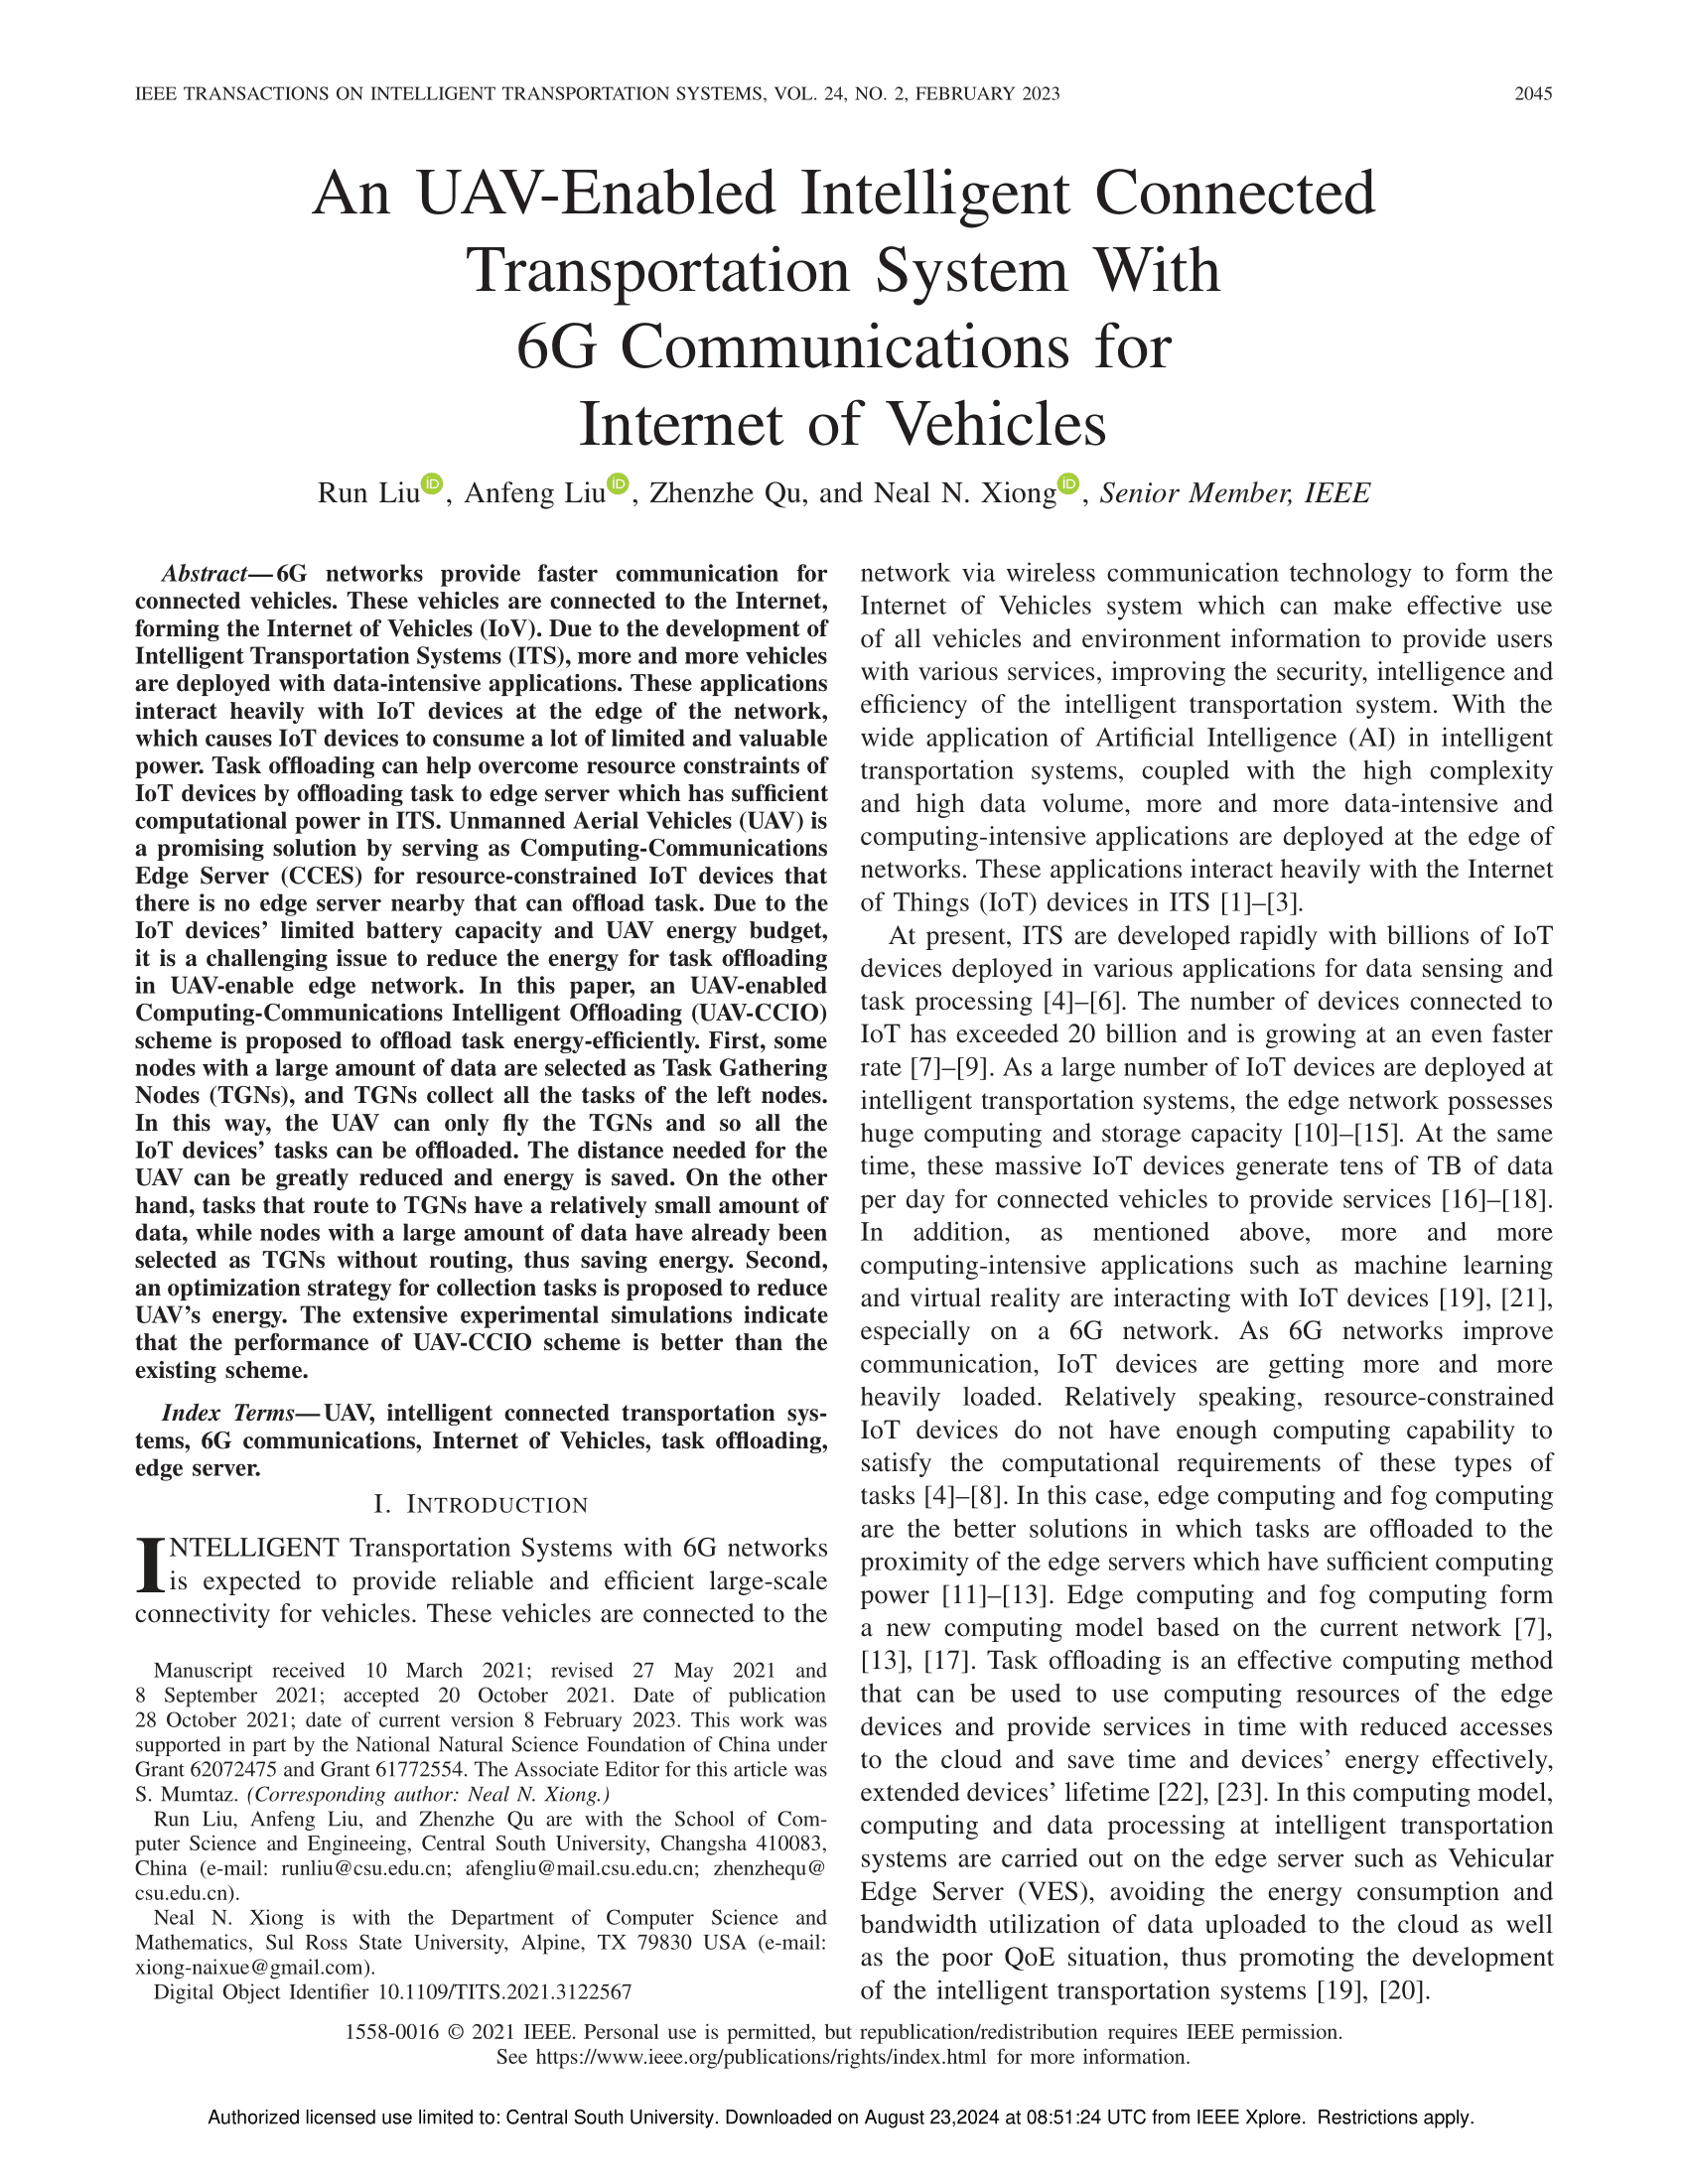 IEEE TRANSACTIONS ON INTELLIGENT TRANSPORTATION SYSTEMS, VOL. 24, NO. 2, FEBRUARY 2023 2045
An UAV-Enabled Intelligent Connected
Transportation System With
6G Communications for
Internet of Vehicles
Run Liu, Anfeng Liu, Zhenzhe Qu, and Neal N. Xiong, Senior Member, IEEE
Abstract—6G networks provide faster communication for
connected vehicles. These vehicles are connected to the Internet,
forming the Internet of Vehicles (IoV). Due to the development of
Intelligent Transportation Systems (ITS), more and more vehicles
are deployed with data-intensive applications. These applications
interact heavily with IoT devices at the edge of the network,
which causes IoT devices to consume a lot of limited and valuable
power. Task offloading can help overcome resource constraints of
IoT devices by offloading task to edge server which has sufficient
computational power in ITS. Unmanned Aerial Vehicles (UAV) is
a promising solution by serving as Computing-Communications
Edge Server (CCES) for resource-constrained IoT devices that
there is no edge server nearby that can offload task. Due to the
IoT devices' limited battery capacity and UAV energy budget,
it is a challenging issue to reduce the energy for task offloading
in UAV-enable edge network. In this paper, an UAV-enabled
Computing-Communications Intelligent Offloading (UAV-CCIO)
scheme is proposed to offload task energy-efficiently. First, some
nodes with a large amount of data are selected as Task Gathering
Nodes (TGNs), and TGNs collect all the tasks of the left nodes.
In this way, the UAV can only fly the TGNs and so all the
IoT devices' tasks can be offloaded. The distance needed for the
UAV can be greatly reduced and energy is saved. On the other
hand, tasks that route to TGNs have a relatively small amount of
data, while nodes with a large amount of data have already been
selected as TGNs without routing, thus saving energy. Second,
an optimization strategy for collection tasks is proposed to reduce
UAV's energy. The extensive experimental simulations indicate
that the performance of UAV-CCIO scheme is better than the
existing scheme.
Index Terms—UAV, intelligent connected transportation sys-
tems, 6G communications, Internet of Vehicles, task offloading,
edge server.
I. INTRODUCTION
INTELLIGENT Transportation Systems with 6G networks
is expected to provide reliable and efficient large-scale
connectivity for vehicles. These vehicles are connected to the
Manuscript received 10 March 2021; revised 27 May 2021 and
8 September 2021; accepted 20 October 2021. Date of publication
28 October 2021; date of current version 8 February 2023. This work was
supported in part by the National Natural Science Foundation of China under
Grant 62072475 and Grant 61772554. The Associate Editor for this article was
S. Mumtaz. (Corresponding author: Neal N. Xiong.)
Run Liu, Anfeng Liu, and Zhenzhe Qu are with the School of Com-
puter Science and Engineeing, Central South University, Changsha 410083,
China (e-mail: runliu@csu.edu.cn; afengliu@mail.csu.edu.cn; zhenzhequ@
csu.edu.cn).
Neal N. Xiong is with the Department of Computer Science and
Mathematics, Sul Ross State University, Alpine, TX 79830 USA (e-mail:
xiong-naixue@gmail.com).
Digital Object Identifier 10.1109/TITS.2021.3122567
network via wireless communication technology to form the
Internet of Vehicles system which can make effective use
of all vehicles and environment information to provide users
with various services, improving the security, intelligence and
efficiency of the intelligent transportation system. With the
wide application of Artificial Intelligence (AI) in intelligent
transportation systems, coupled with the high complexity
and high data volume, more and more data-intensive and
computing-intensive applications are deployed at the edge of
networks. These applications interact heavily with the Internet
of Things (IoT) devices in ITS [1]–[3].
At present, ITS are developed rapidly with billions of IoT
devices deployed in various applications for data sensing and
task processing [4]–[6]. The number of devices connected to
IoT has exceeded 20 billion and is growing at an even faster
rate [7]–[9]. As a large number of IoT devices are deployed at
intelligent transportation systems, the edge network possesses
huge computing and storage capacity [10]–[15]. At the same
time, these massive IoT devices generate tens of TB of data
per day for connected vehicles to provide services [16]–[18].
In addition, as mentioned above, more and more
computing-intensive applications such as machine learning
and virtual reality are interacting with IoT devices [19], [21],
especially on a 6G network. As 6G networks improve
communication, IoT devices are getting more and more
heavily loaded. Relatively speaking, resource-constrained
IoT devices do not have enough computing capability to
satisfy the computational requirements of these types of
tasks [4]–[8]. In this case, edge computing and fog computing
are the better solutions in which tasks are offloaded to the
proximity of the edge servers which have sufficient computing
power [11]–[13]. Edge computing and fog computing form
a new computing model based on the current network [7],
[13], [17]. Task offloading is an effective computing method
that can be used to use computing resources of the edge
devices and provide services in time with reduced accesses
to the cloud and save time and devices' energy effectively,
extended devices' lifetime [22], [23]. In this computing model,
computing and data processing at intelligent transportation
systems are carried out on the edge server such as Vehicular
Edge Server (VES), avoiding the energy consumption and
bandwidth utilization of data uploaded to the cloud as well
as the poor QoE situation, thus promoting the development
of the intelligent transportation systems [19], [20].
1558-0016 © 2021 IEEE. Personal use is permitted, but republication/redistribution requires IEEE permission.
See https://www.ieee.org/publications/rights/index.html for more information.
Authorized licensed use limited to: Central South University. Downloaded on August 23,2024 at 08:51:24 UTC from IEEE Xplore. Restrictions apply.